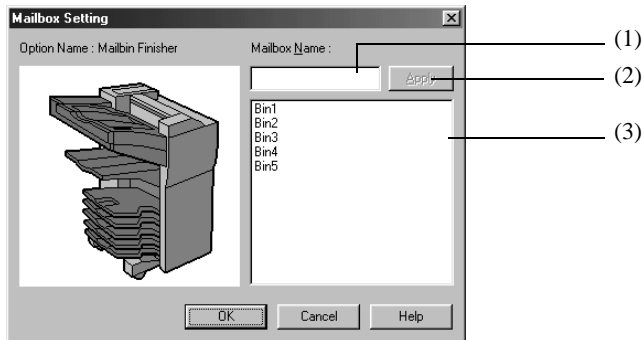 Mailbox Setting
Option Name : Mailbin Finisher
Mailbox Name :
(1)
Apply
(2)
Bin1
Bin2
Bin3
Bin4
Bin5
(3)
OK
Cancel
Help